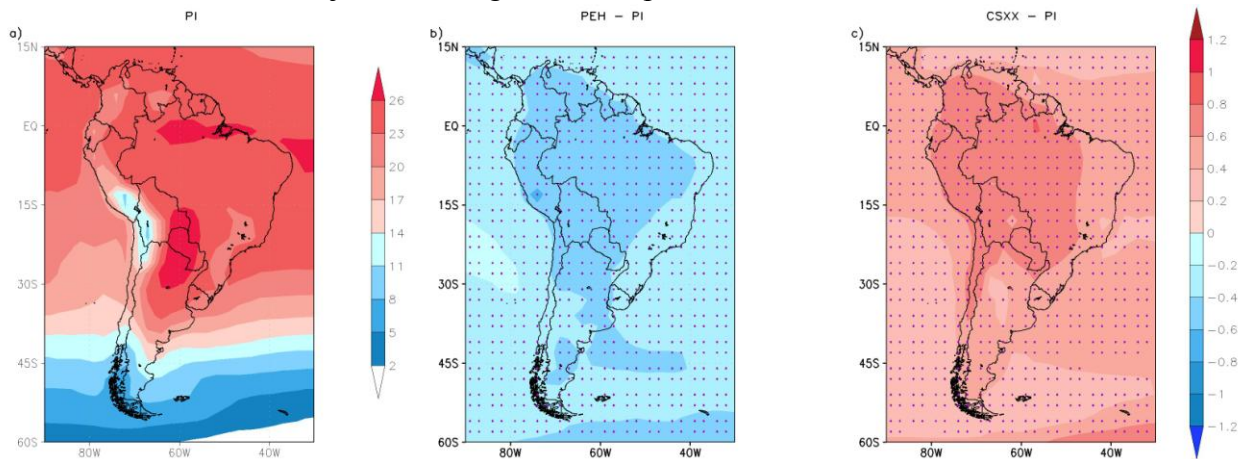 PI
PEH − PI
CSXX − PI
a)
b)
c)
15N
EQ
15S
30S
45S
60S
80W
60W
40W
26
23
20
17
14
11
8
5
2
15N
EQ
15S
30S
45S
60S
80W
60W
40W
15N
EQ
15S
30S
45S
60S
80W
60W
40W
1.2
1
0.8
0.6
0.4
0.2
0
−0.2
−0.4
−0.6
−0.8
−1
−1.2